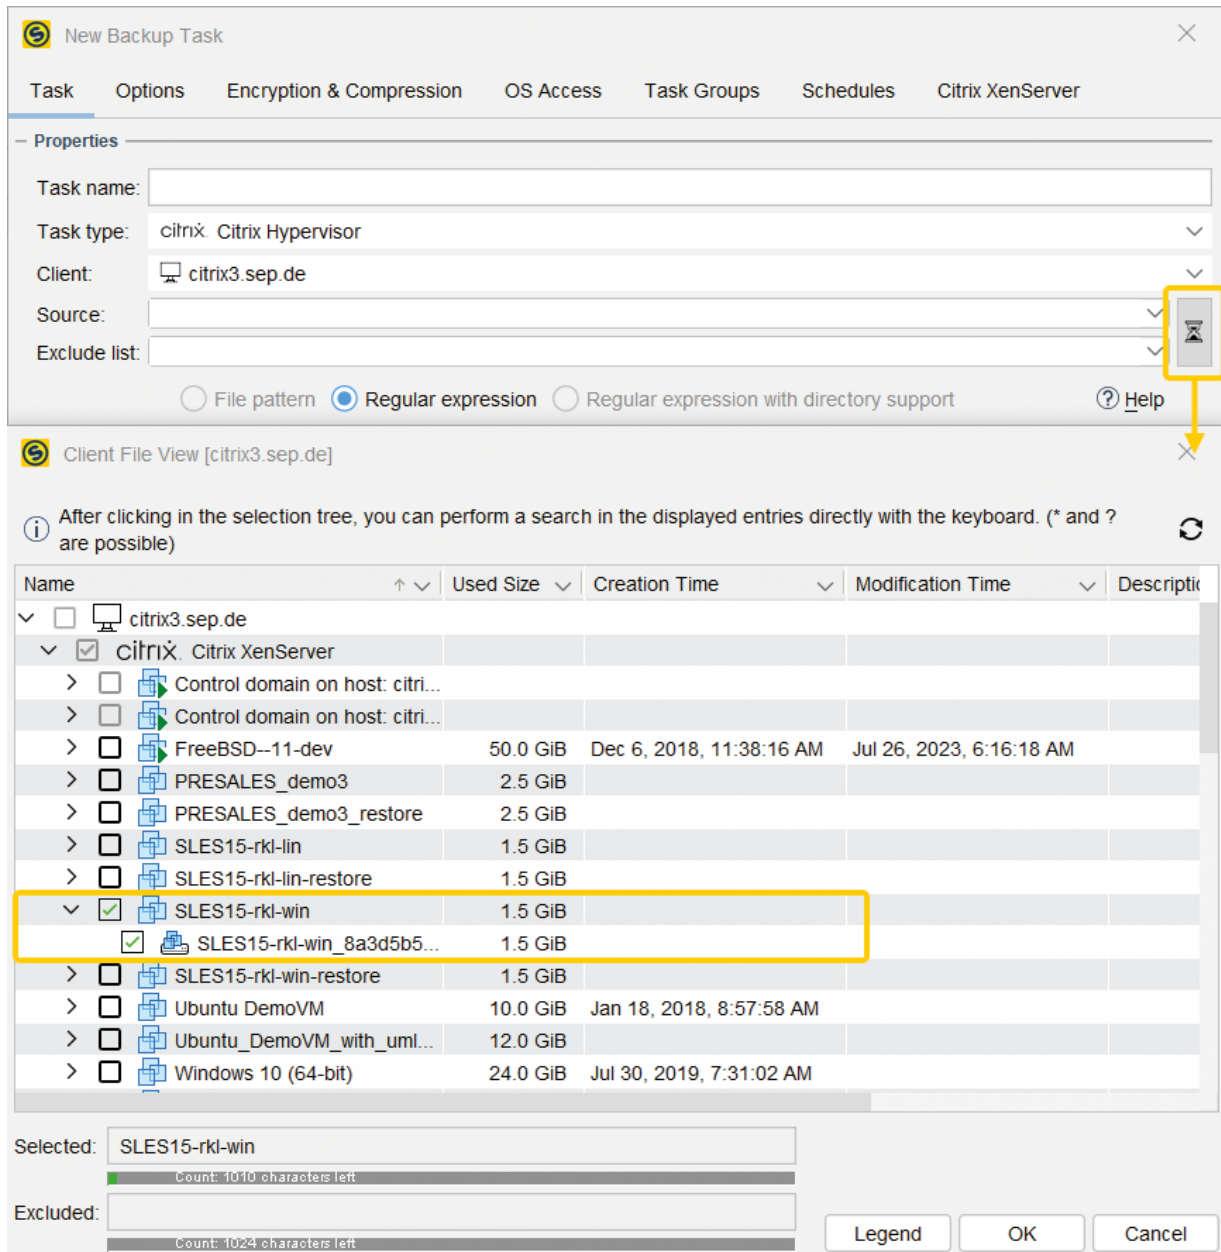 New Backup Task
Task Options Encryption & Compression OS Access Task Groups Schedules Citrix XenServer
Properties
Task name:
Task type: citrix. Citrix Hypervisor
Client: citrix3.sep.de
Source:
Exclude list:
File pattern Regular expression Regular expression with directory support ? Help
Client File View [citrix3.sep.de]
After clicking in the selection tree, you can perform a search in the displayed entries directly with the keyboard. (* and ?
are possible)
Name Used Size Creation Time Modification Time Descriptio
citrix3.sep.de
citrix. Citrix XenServer
Control domain on host: citri...
Control domain on host: citri...
FreeBSD--11-dev 50.0 GiB Dec 6, 2018, 11:38:16 AM Jul 26, 2023, 6:16:18 AM
PRESALES_demo3 2.5 GiB
PRESALES_demo3_restore 2.5 GiB
SLES15-rkl-lin 1.5 GiB
SLES15-rkl-lin-restore 1.5 GiB
SLES15-rkl-win 1.5 GiB
SLES15-rkl-win_8a3d5b5... 1.5 GiB
SLES15-rkl-win-restore 1.5 GiB
Ubuntu DemoVM 10.0 GiB Jan 18, 2018, 8:57:58 AM
Ubuntu_DemoVM_with_uml... 12.0 GiB
Windows 10 (64-bit) 24.0 GiB Jul 30, 2019, 7:31:02 AM
Selected: SLES15-rkl-win
Count: 1010 characters left
Excluded:
Count: 1024 characters left
Legend OK Cancel